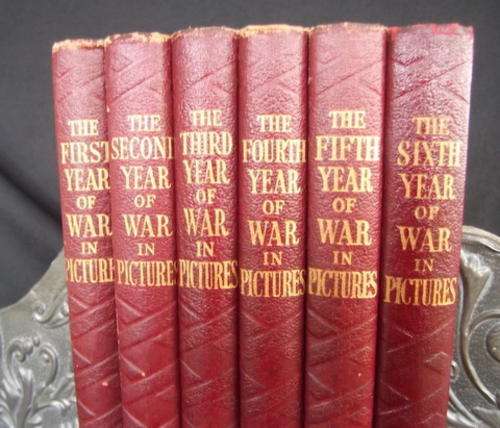 THE
FIRST
YEAR
OF
WAR
IN
PICTURE
THE
SECOND
YEAR
OF
WAR
IN
PICTURES
THE
THIRD
YEAR
OF
WAR
IN
PICTURES
THE
FOURTH
YEAR
OF
WAR
IN
PICTURES
THE
FIFTH
YEAR
OF
WAR
IN
PICTURES
THE
SIXTH
YEAR
OF
WAR
IN
PICTURES